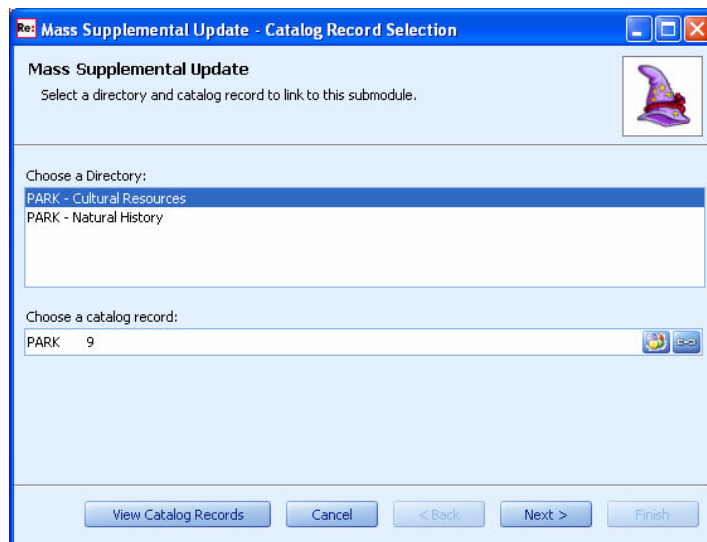 Re: Mass Supplemental Update - Catalog Record Selection
Mass Supplemental Update
Select a directory and catalog record to link to this submodule.
Choose a Directory:
PARK - Cultural Resources
PARK - Natural History
Choose a catalog record:
PARK 9
View Catalog Records Cancel < Back Next > Finish